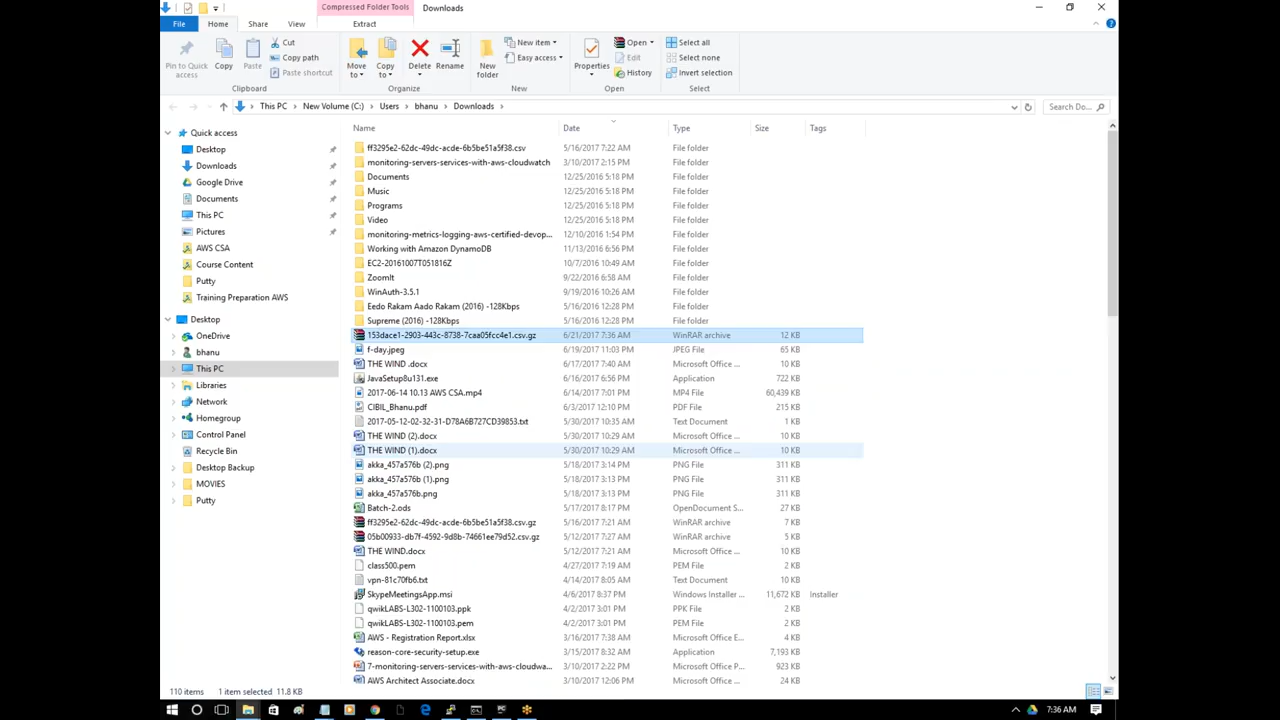 Compressed Folder Tools Downloads
File Home Share View Extract
Pin to Quick access
Copy
Paste
Cut
Copy path
Paste shortcut
Clipboard
Move to
Copy to
Delete
Rename
Organize
New folder
New item
Easy access
New
Properties
Open
Edit
History
Open
Select all
Select none
Invert selection
Select
This PC > New Volume (C:) > Users > bhanu > Downloads >
Search Do...
Quick access
Desktop
Downloads
Google Drive
Documents
This PC
Pictures
AWS CSA
Course Content
Putty
Training Preparation AWS
Desktop
OneDrive
bhanu
This PC
Libraries
Network
Homegroup
Control Panel
Recycle Bin
Desktop Backup
MOVIES
Putty
Name Date Type Size Tags
ff3295e2-62dc-49dc-acde-6b5be51a5f38.csv 5/16/2017 7:22 AM File folder
monitoring-servers-services-with-aws-cloudwatch 3/10/2017 2:15 PM File folder
Documents 12/25/2016 5:18 PM File folder
Music 12/25/2016 5:18 PM File folder
Programs 12/25/2016 5:18 PM File folder
Video 12/25/2016 5:18 PM File folder
monitoring-metrics-logging-aws-certified-devop... 12/10/2016 1:54 PM File folder
Working with Amazon DynamoDB 11/13/2016 6:56 PM File folder
EC2-20161007T051816Z 10/7/2016 10:49 AM File folder
ZoomIt 9/22/2016 6:58 AM File folder
WinAuth-3.5.1 9/19/2016 10:26 AM File folder
Eedo Rakam Aado Rakam (2016) -128Kbps 5/16/2016 12:28 PM File folder
Supreme (2016) -128Kbps 5/16/2016 12:28 PM File folder
153dace1-2903-443c-8738-7caa05fcc4e1.csv.gz 6/21/2017 7:36 AM WinRAR archive 12 KB
f-day.jpeg 6/19/2017 11:03 PM JPEG File 65 KB
THE WIND .docx 6/17/2017 7:40 AM Microsoft Office ... 10 KB
JavaSetup8u131.exe 6/16/2017 6:56 PM Application 722 KB
2017-06-14 10.13 AWS CSA.mp4 6/14/2017 7:01 PM MP4 File 60,439 KB
CIBIL_Bhanu.pdf 6/3/2017 12:10 PM PDF File 215 KB
2017-05-12-02-32-31-D78A6B727CD39853.txt 5/30/2017 10:35 AM Text Document 1 KB
THE WIND (2).docx 5/30/2017 10:29 AM Microsoft Office ... 10 KB
THE WIND (1).docx 5/30/2017 10:29 AM Microsoft Office ... 10 KB
akka_457a576b (2).png 5/18/2017 3:14 PM PNG File 311 KB
akka_457a576b (1).png 5/18/2017 3:13 PM PNG File 311 KB
akka_457a576b.png 5/18/2017 3:13 PM PNG File 311 KB
Batch-2.ods 5/17/2017 8:17 PM OpenDocument S... 27 KB
ff3295e2-62dc-49dc-acde-6b5be51a5f38.csv.gz 5/16/2017 7:21 AM WinRAR archive 7 KB
05b00933-db7f-4592-9d8b-74661ee79d52.csv.gz 5/12/2017 7:27 AM WinRAR archive 5 KB
THE WIND.docx 5/12/2017 7:21 AM Microsoft Office ... 10 KB
class500.pem 4/27/2017 7:19 AM PEM File 2 KB
vpn-81c70fb6.txt 4/14/2017 8:05 AM Text Document 1 KB
SkypeMeetingsApp.msi 4/6/2017 8:37 PM Windows Installer ... 11,672 KB Installer
qwikLABS-L302-1100103.ppk 4/2/2017 3:01 PM PPK File 2 KB
qwikLABS-L302-1100103.pem 4/2/2017 3:01 PM PEM File 2 KB
AWS - Registration Report.xlsx 3/16/2017 7:38 AM Microsoft Office E... 4 KB
reason-core-security-setup.exe 3/15/2017 8:32 AM Application 7,193 KB
7-monitoring-servers-services-with-aws-cloudwa... 3/10/2017 2:22 PM Microsoft Office P... 923 KB
AWS Architect Associate.docx 3/10/2017 12:06 PM Microsoft Office ... 24 KB
110 items 1 item selected 11.8 KB
7:36 AM